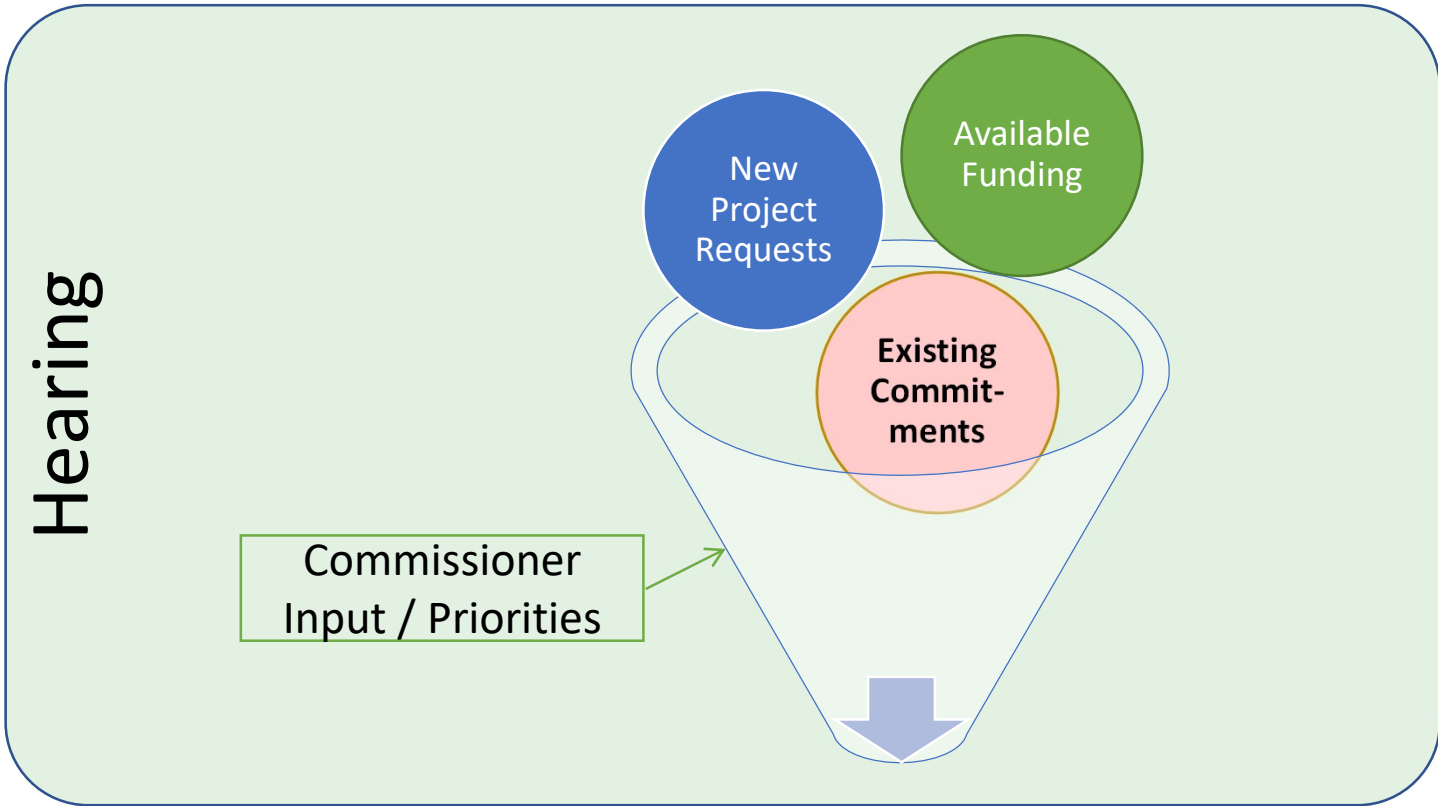 Hearing
New
Project
Requests
Available
Funding
Existing
Commit-
ments
Commissioner
Input / Priorities